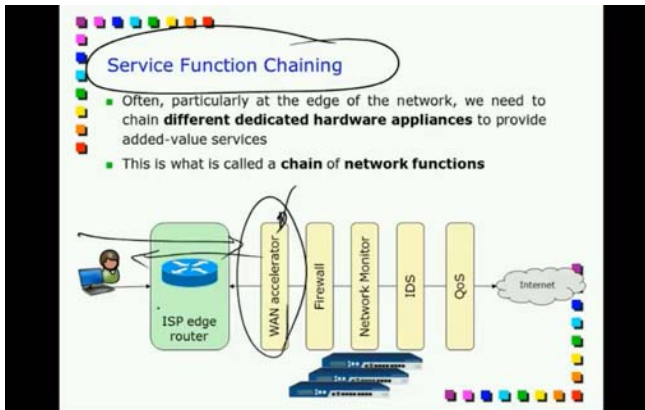 Service Function Chaining
Often, particularly at the edge of the network, we need to
chain different dedicated hardware appliances to provide
added-value services
This is what is called a chain of network functions
ISP edge
router
WAN accelerator
Firewall
Network Monitor
IDS
QoS
Internet